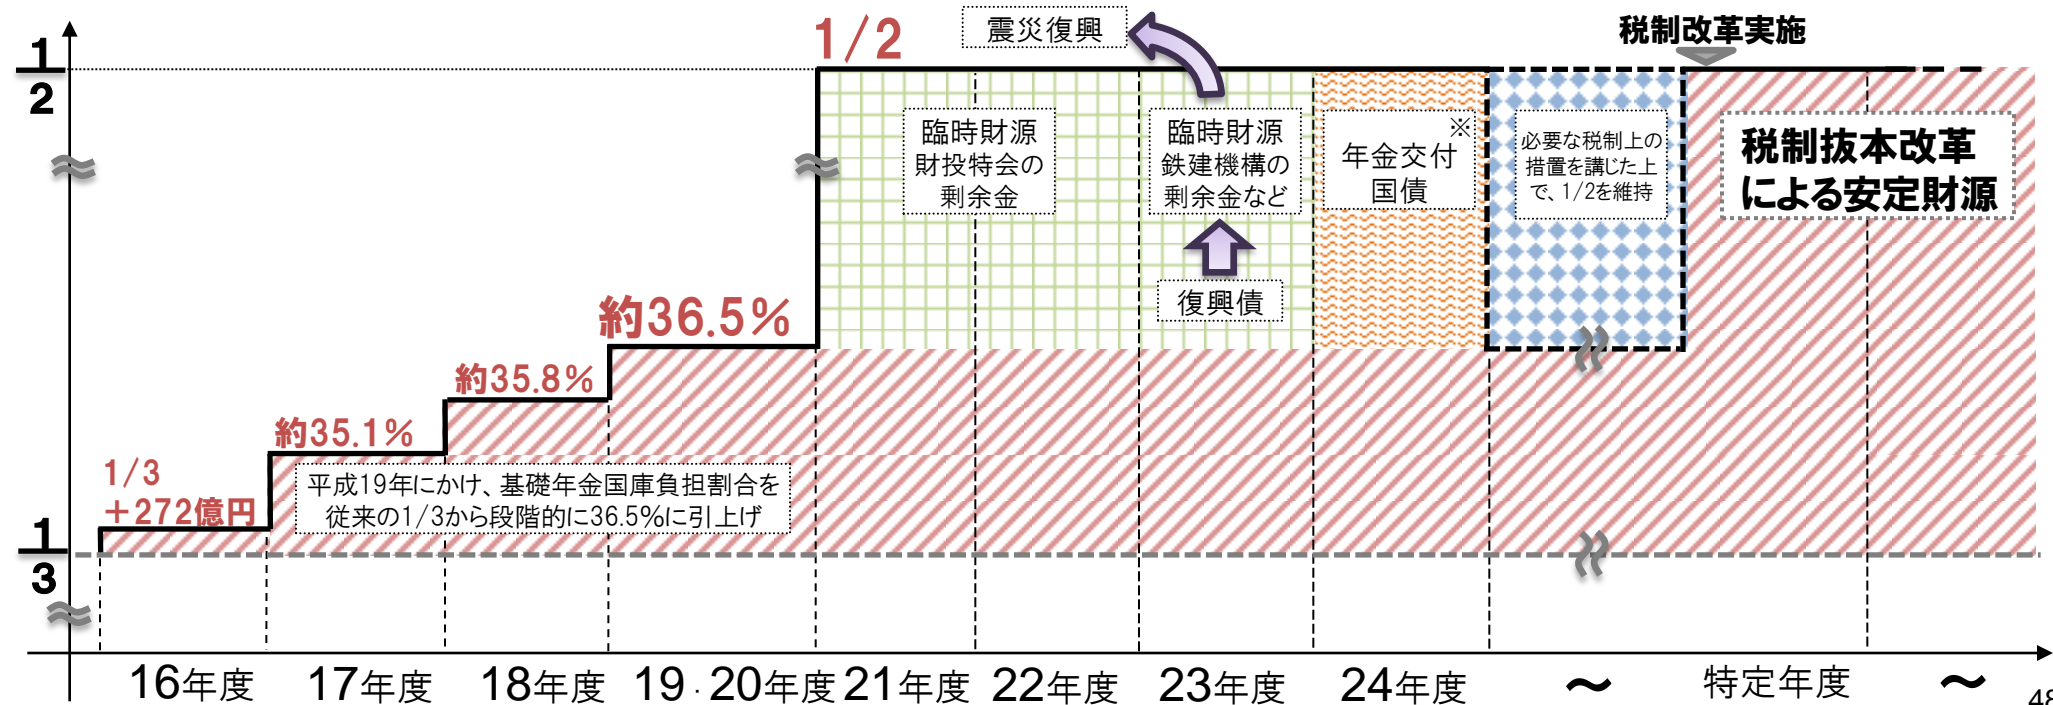 1
2
1
3
1/2
震災復興
税制改革実施
臨時財源
財投特会の
剰余金
臨時財源
鉄建機構の
剰余金など
復興債
※
年金交付
国債
必要な税制上の
措置を講じた上
で、1/2を維持
税制抜本改革
による安定財源
約36.5%
約35.8%
約35.1%
1/3
+272億円
平成19年にかけ、基礎年金国庫負担割合を
従来の1/3から段階的に36.5%に引上げ
16年度
17年度
18年度
19・20年度
21年度
22年度
23年度
24年度
～
特定年度
～
48